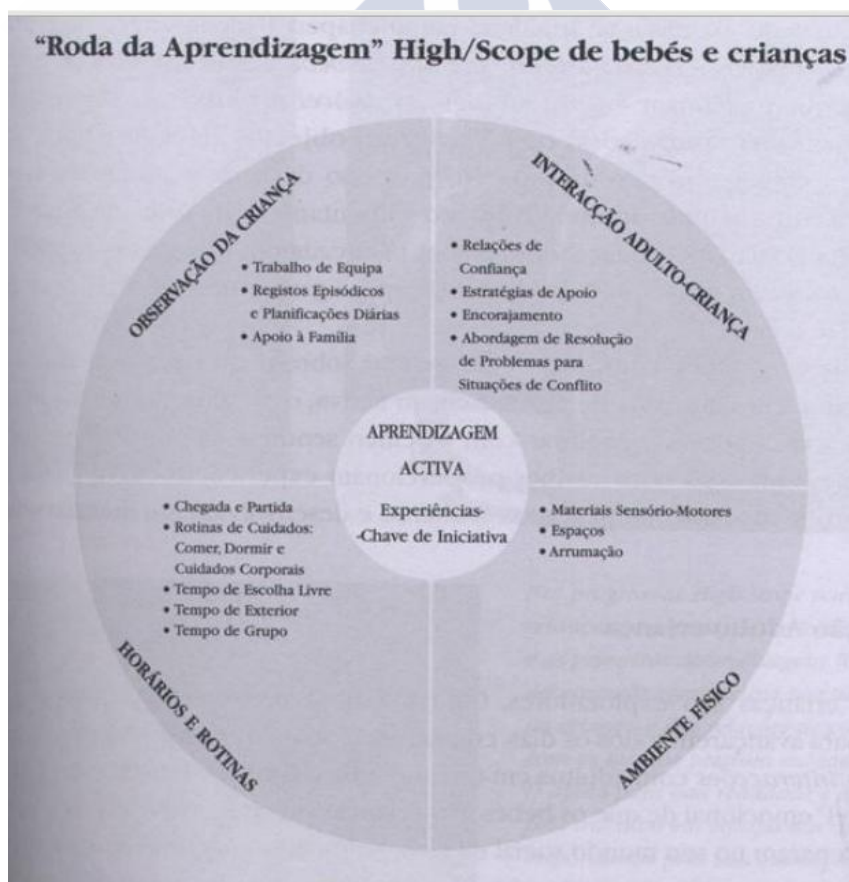 “Roda da Aprendizagem” High/Scope de bebés e crianças
OBSERVAÇÃO DA CRIANÇA
• Trabalho de Equipa
• Registos Episódicos
e Planificações Diárias
• Apoio à Família
INTERACÇÃO ADULTO-CRIANÇA
• Relações de
Confiança
• Estratégias de Apoio
• Encorajamento
• Abordagem de Resolução
de Problemas para
Situações de Conflito
APRENDIZAGEM
ACTIVA
Experiências-
-Chave de Iniciativa
• Chegada e Partida
• Rotinas de Cuidados:
Comer, Dormir e
Cuidados Corporais
• Tempo de Escolha Livre
• Tempo de Exterior
• Tempo de Grupo
HORÁRIOS E ROTINAS
• Materiais Sensório-Motores
• Espaços
• Arrumação
AMBIENTE FÍSICO